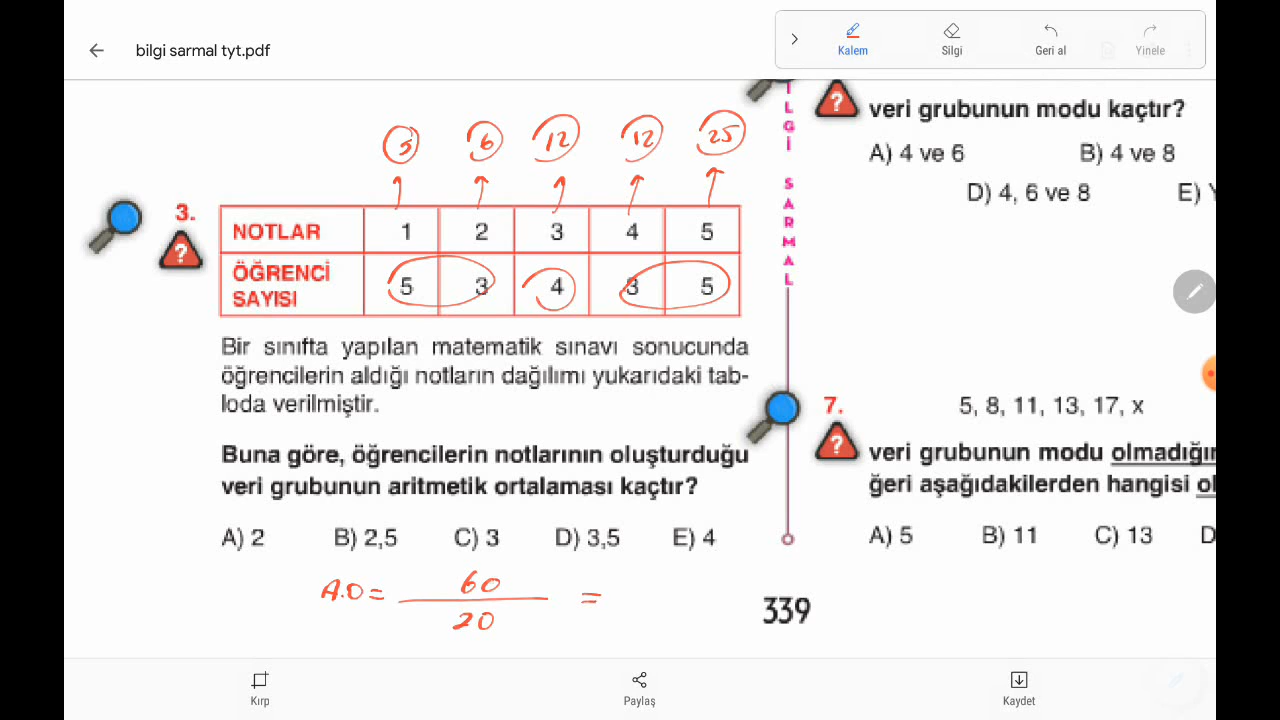 bilgi sarmal tyt.pdf
Kalem
Silgi
Geri al
Yinele
5 6 12 12 25
3.
NOTLAR 1 2 3 4 5
ÖĞRENCİ SAYISI 5 3 4 3 5
Bir sınıfta yapılan matematik sınavı sonucunda
öğrencilerin aldığı notların dağılımı yukarıdaki tab-
loda verilmiştir.
Buna göre, öğrencilerin notlarının oluşturduğu
veri grubunun aritmetik ortalaması kaçtır?
A) 2 B) 2,5 C) 3 D) 3,5 E) 4
A.O = 60
20 =
İLGİ SARMAL
339
veri grubunun modu kaçtır?
A) 4 ve 6 B) 4 ve 8
D) 4, 6 ve 8 E)
7.
5, 8, 11, 13, 17, x
veri grubunun modu olmadığın
ğeri aşağıdakilerden hangisi ol
A) 5 B) 11 C) 13 D
Kırp
Paylaş
Kaydet